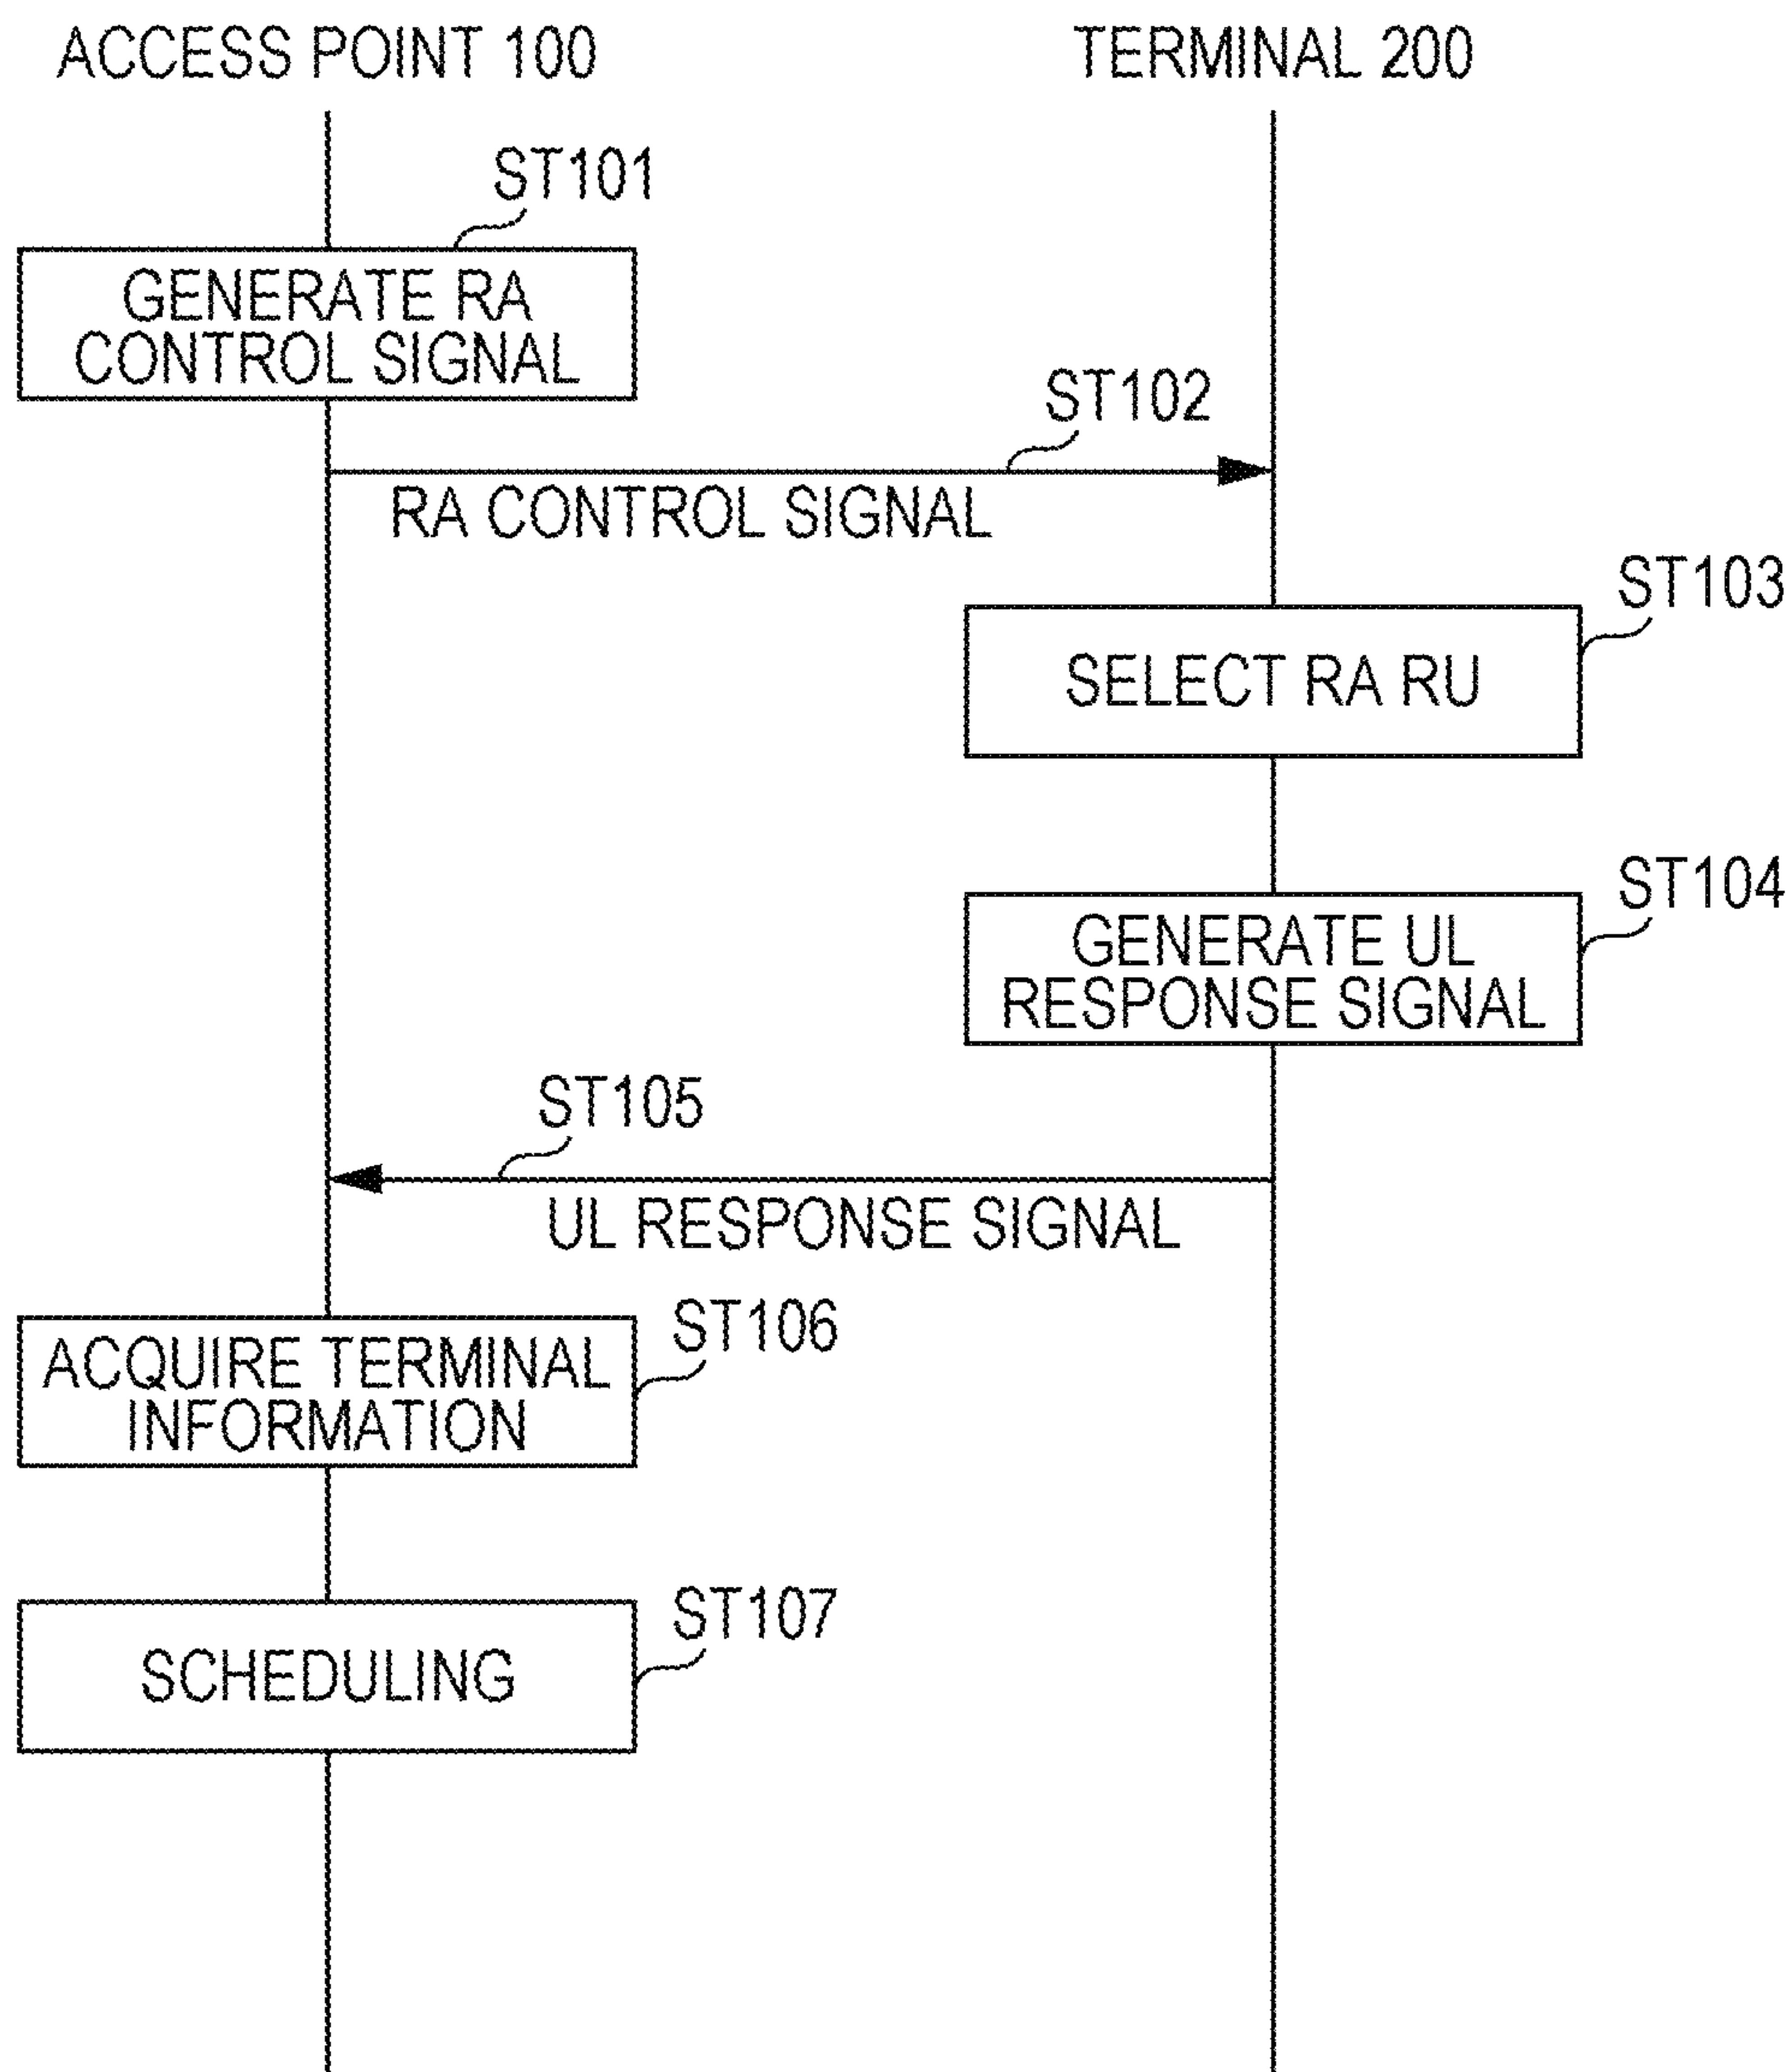 ACCESS POINT 100
TERMINAL 200
ST101
GENERATE RA
CONTROL SIGNAL
ST102
RA CONTROL SIGNAL
ST103
SELECT RA RU
ST104
GENERATE UL
RESPONSE SIGNAL
ST105
UL RESPONSE SIGNAL
ST106
ACQUIRE TERMINAL
INFORMATION
ST107
SCHEDULING